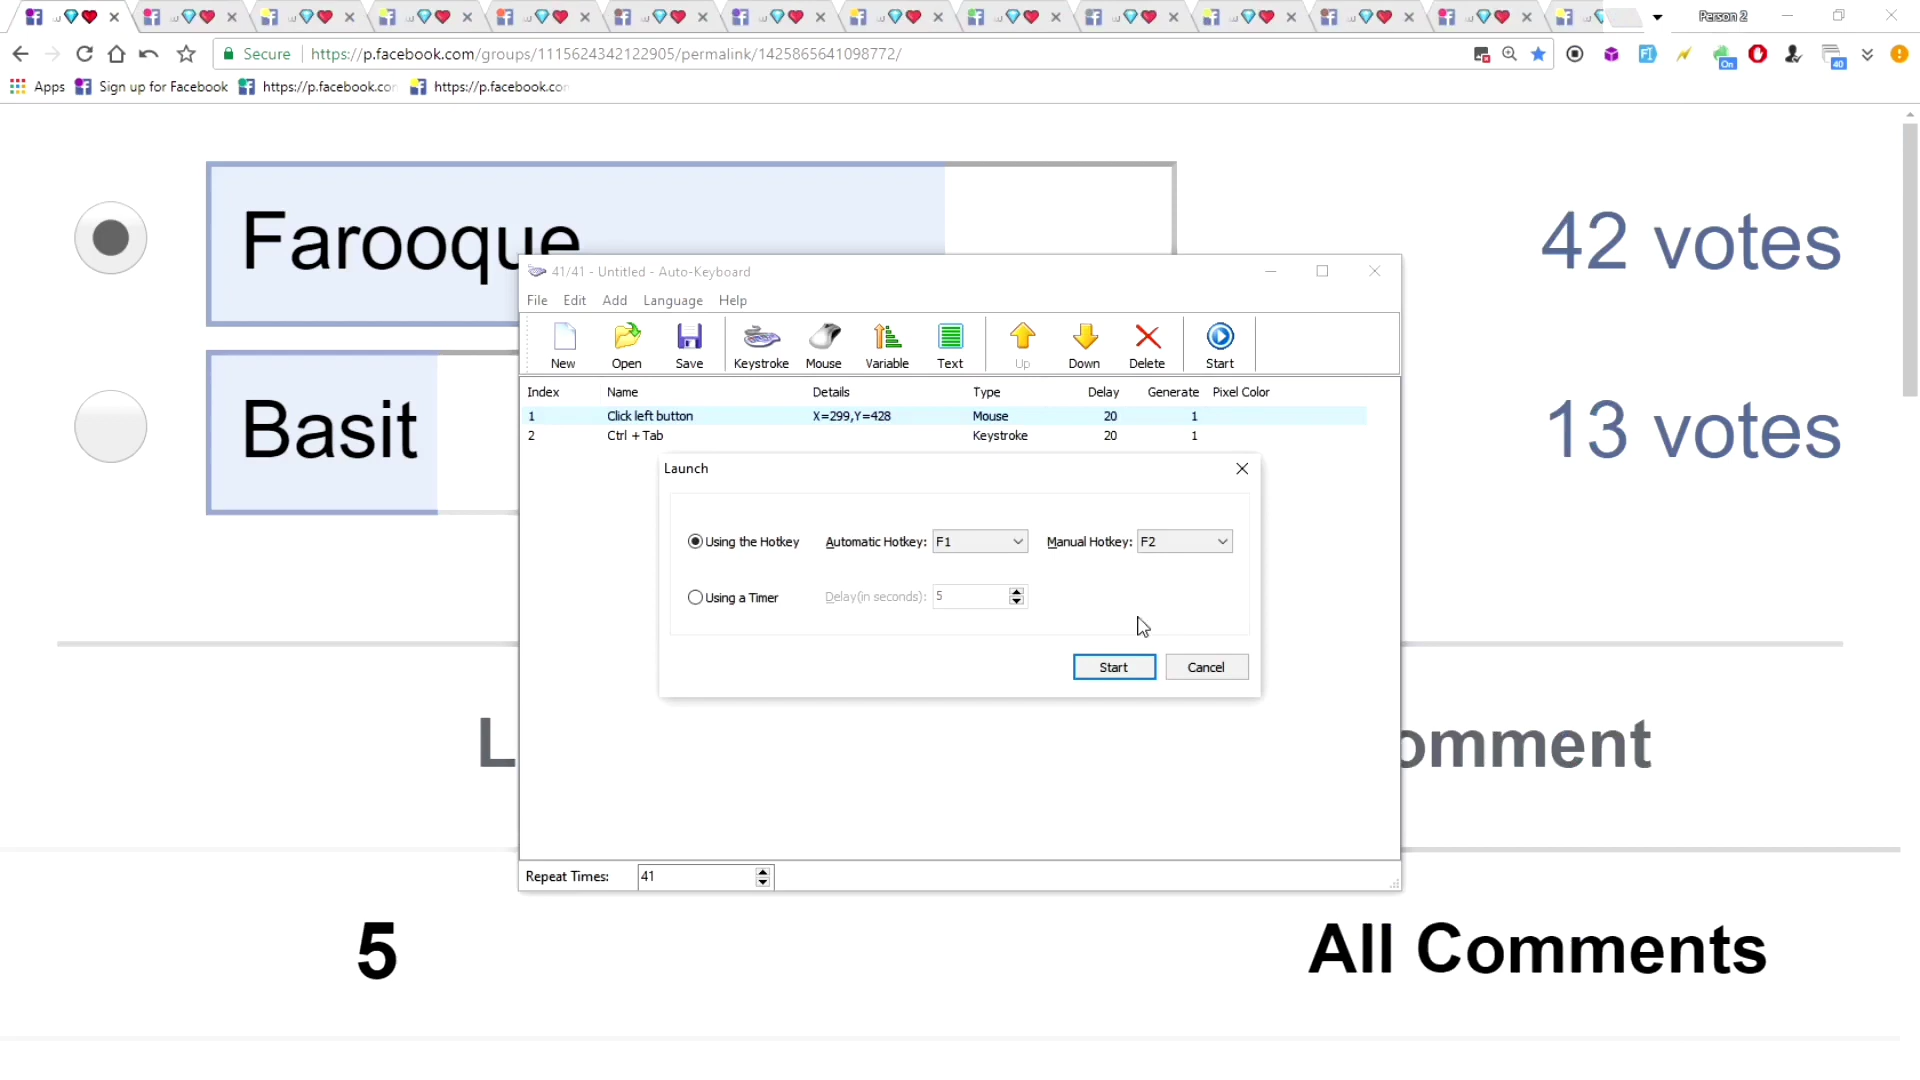 Person 2
Secure https://p.facebook.com/groups/1115624342122905/permalink/1425865641098772/
On
40
Apps Sign up for Facebook https://p.facebook.co https://p.facebook.co
Farooque
42 votes
Basit
13 votes
41/41 - Untitled - Auto-Keyboard
File Edit Add Language Help
New Open Save Keystroke Mouse Variable Text Up Down Delete Start
Index Name Details Type Delay Generate Pixel Color
1 Click left button X=299,Y=428 Mouse 20 1
2 Ctrl + Tab Keystroke 20 1
Launch
Using the Hotkey Automatic Hotkey: F1 Manual Hotkey: F2
Using a Timer Delay(in seconds): 5
Start Cancel
L
omment
Repeat Times: 41
5
All Comments